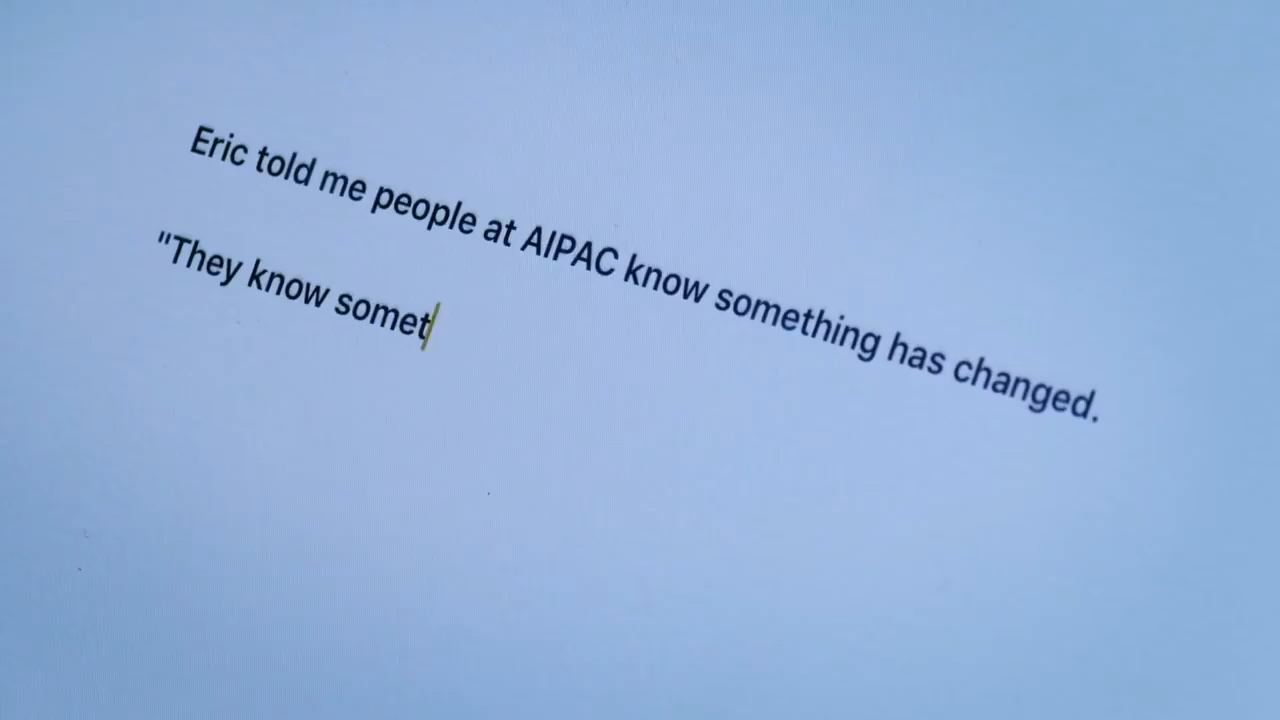 Eric told me people at AIPAC know something has changed.
"They know somet